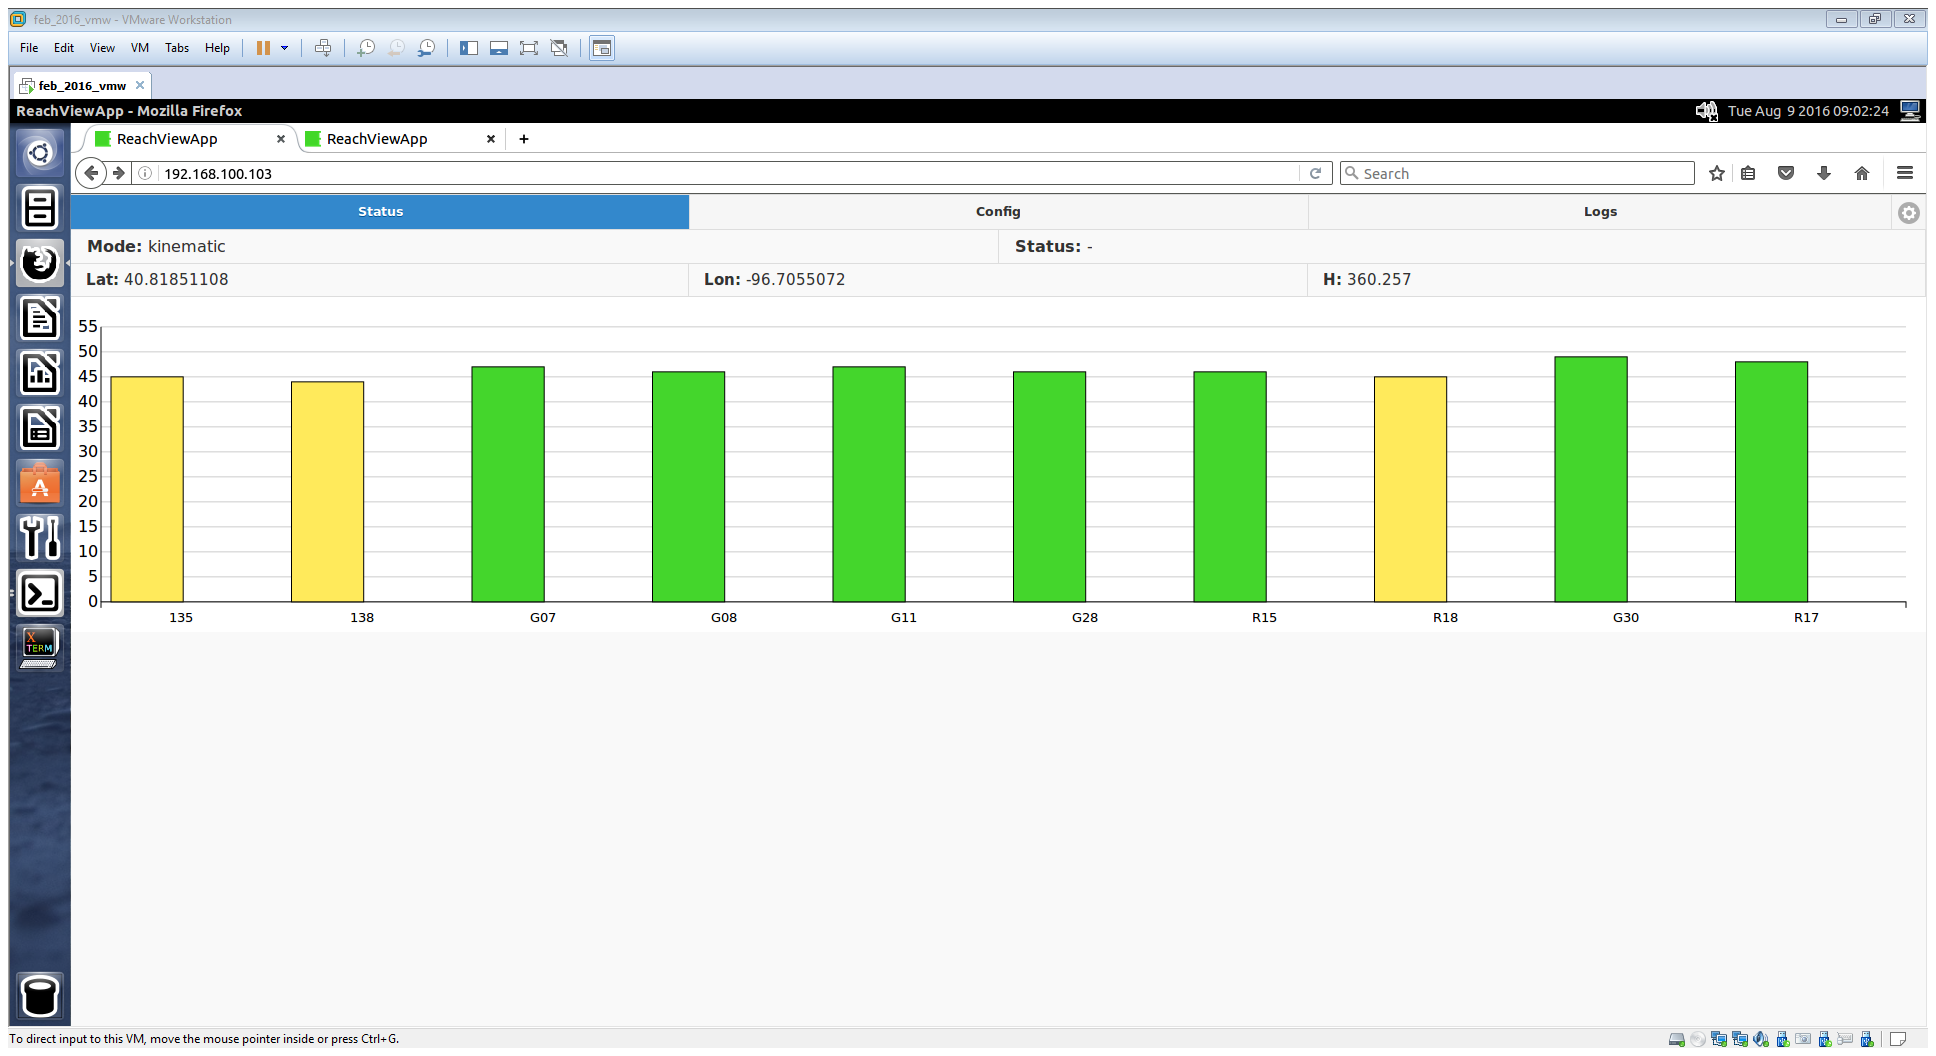 feb_2016_vmw - VMware Workstation
File Edit View VM Tabs Help
feb_2016_vmw
ReachViewApp - Mozilla Firefox
Tue Aug 9 2016 09:02:24
ReachViewApp ReachViewApp
192.168.100.103
Search
Status Config Logs
Mode: kinematic Status: -
Lat: 40.81851108 Lon: -96.7055072 H: 360.257
55
50
45
40
35
30
25
20
15
10
5
0
135 138 G07 G08 G11 G28 R15 R18 G30 R17
X
TERM
To direct input to this VM, move the mouse pointer inside or press Ctrl+G.